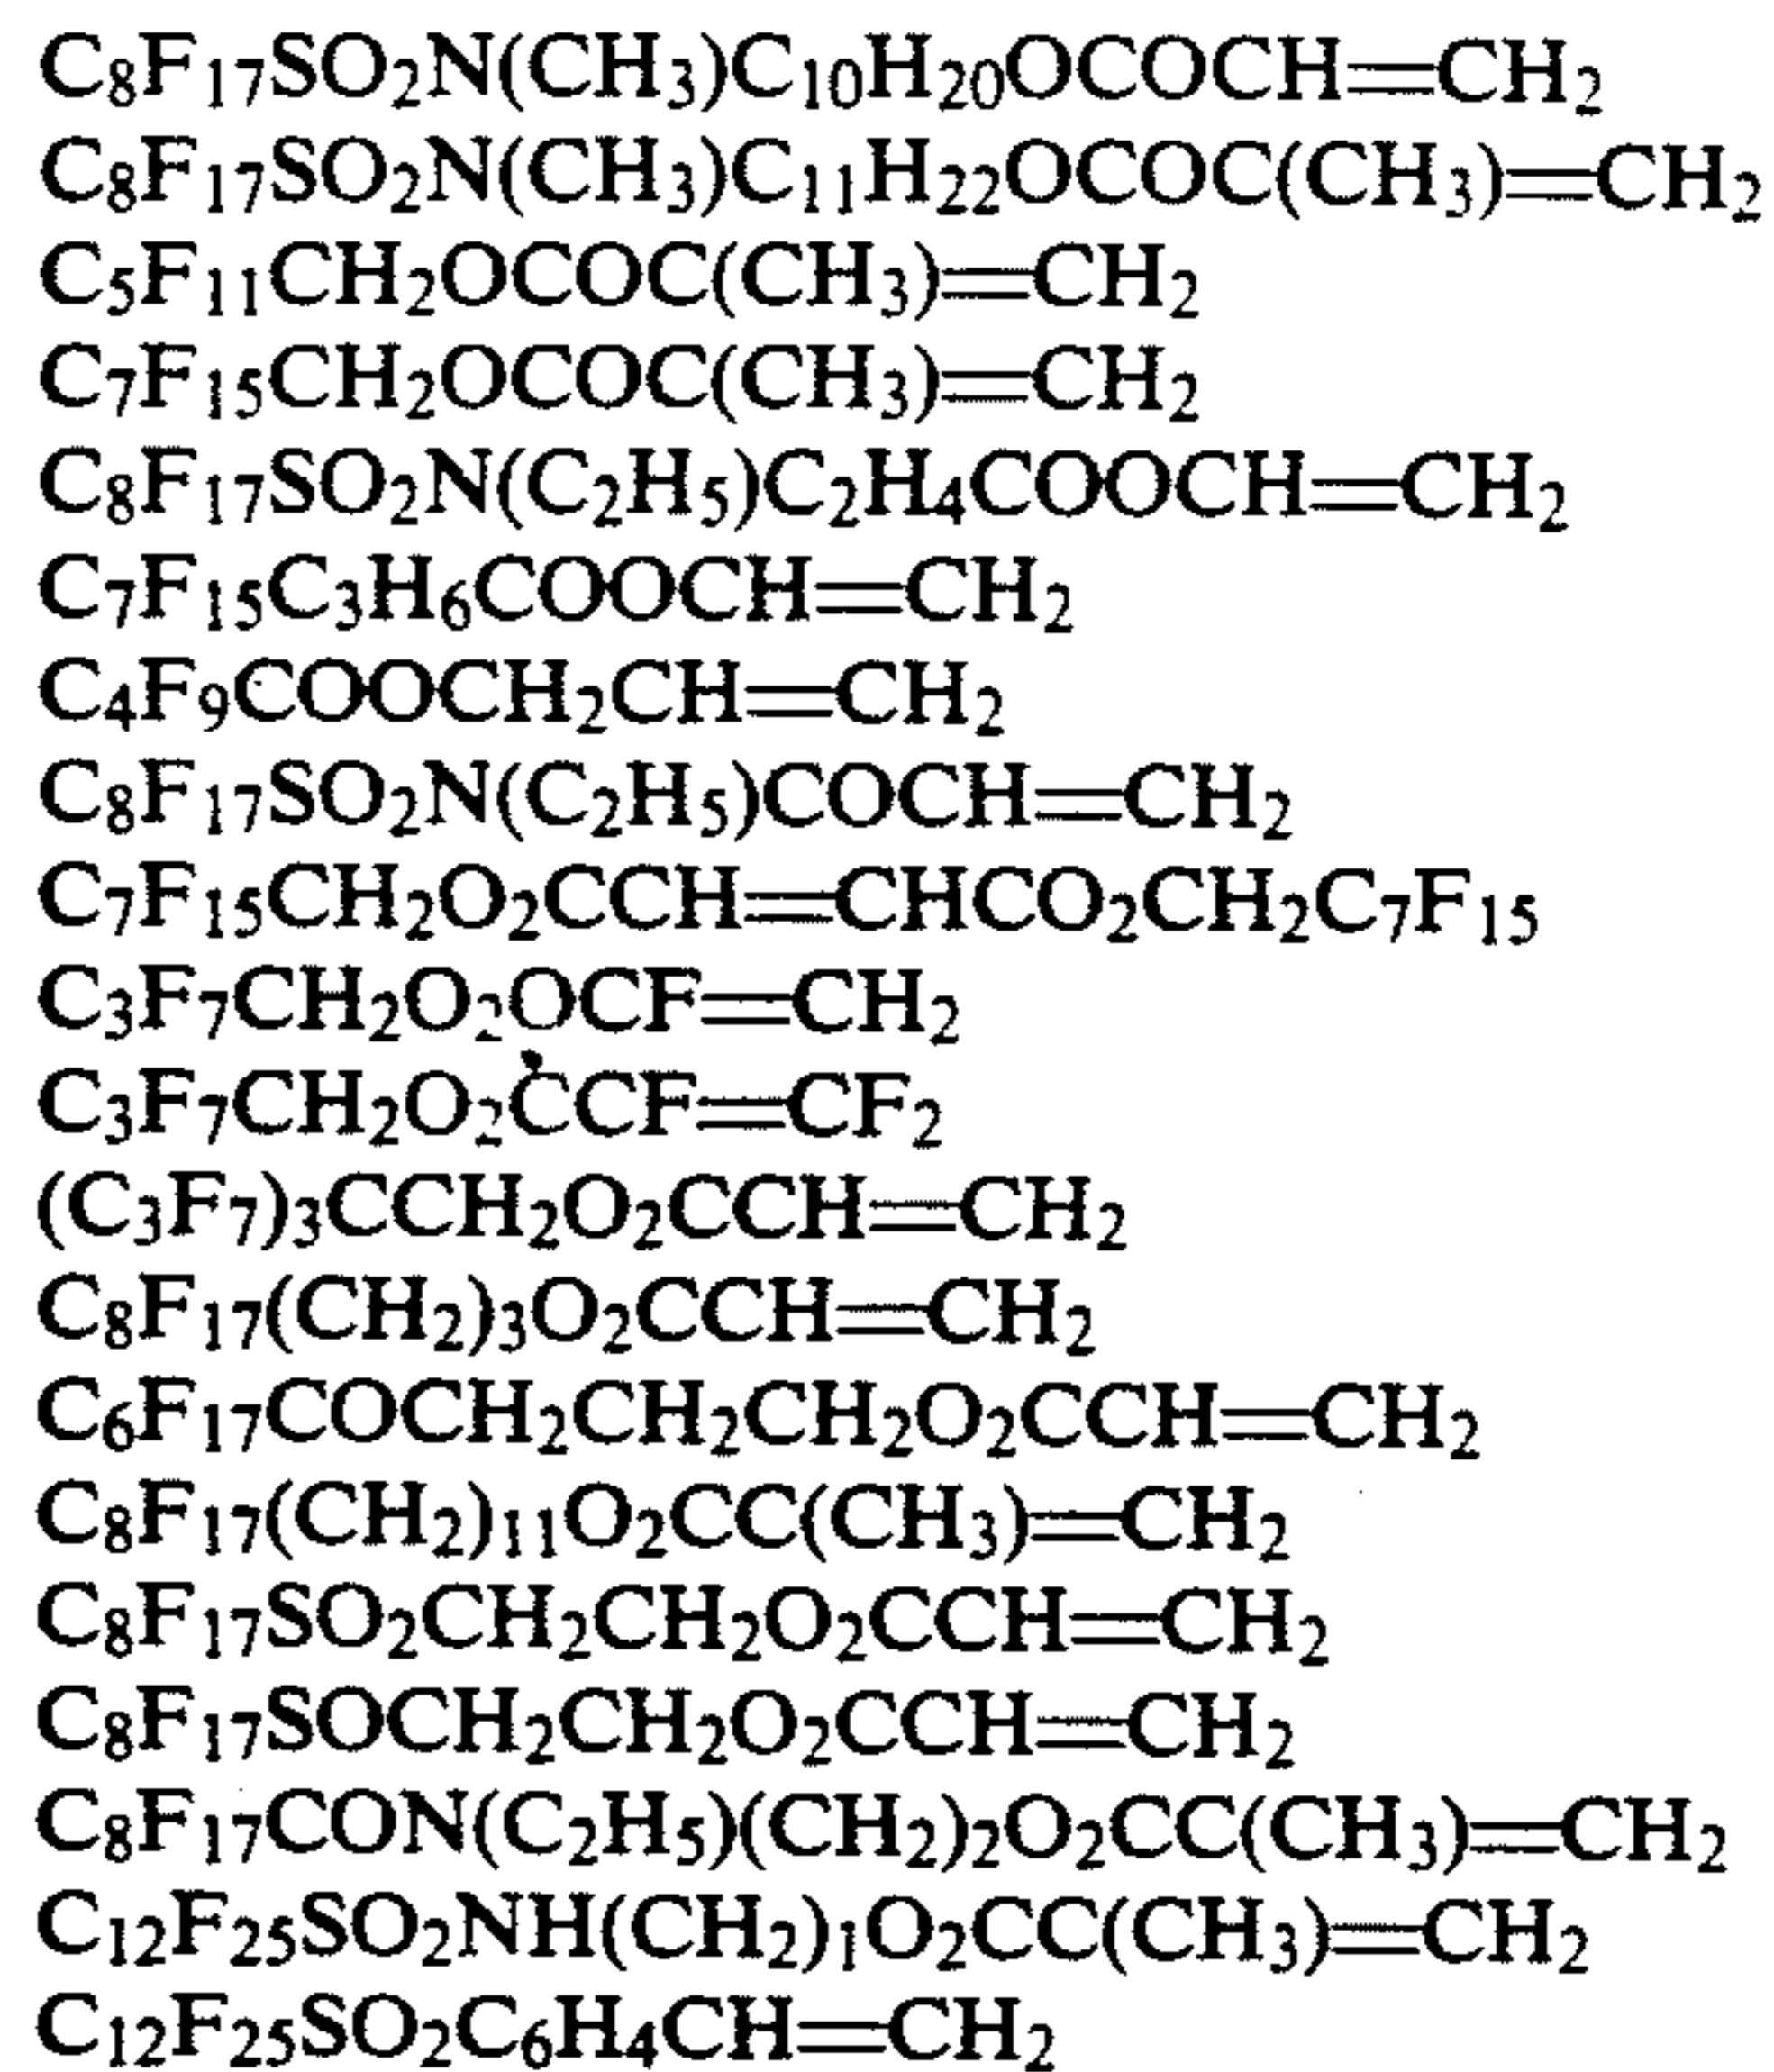 C₈F₁₇SO₂N(CH₃)C₁₀H₂₀OCOCH=CH₂
C₈F₁₇SO₂N(CH₃)C₁₁H₂₂OCOC(CH₃)=CH₂
C₅F₁₁CH₂OCOC(CH₃)=CH₂
C₇F₁₅CH₂OCOC(CH₃)=CH₂
C₈F₁₇SO₂N(C₂H₅)C₂H₄COOCH=CH₂
C₇F₁₅C₃H₆COOCH=CH₂
C₄F₉COOCH₂CH=CH₂
C₈F₁₇SO₂N(C₂H₅)COCH=CH₂
C₇F₁₅CH₂O₂CCH=CHCO₂CH₂C₇F₁₅
C₃F₇CH₂O₂OCF=CH₂
C₃F₇CH₂O₂CCF=CF₂
(C₃F₇)₃CCH₂O₂CCH=CH₂
C₈F₁₇(CH₂)₃O₂CCH=CH₂
C₆F₁₇COCH₂CH₂CH₂O₂CCH=CH₂
C₈F₁₇(CH₂)₁₁O₂CC(CH₃)=CH₂
C₈F₁₇SO₂CH₂CH₂O₂CCH=CH₂
C₈F₁₇SOCH₂CH₂O₂CCH=CH₂
C₈F₁₇CON(C₂H₅)(CH₂)₂O₂CC(CH₃)=CH₂
C₁₂F₂₅SO₂NH(CH₂)₁O₂CC(CH₃)=CH₂
C₁₂F₂₅SO₂C₆H₄CH=CH₂